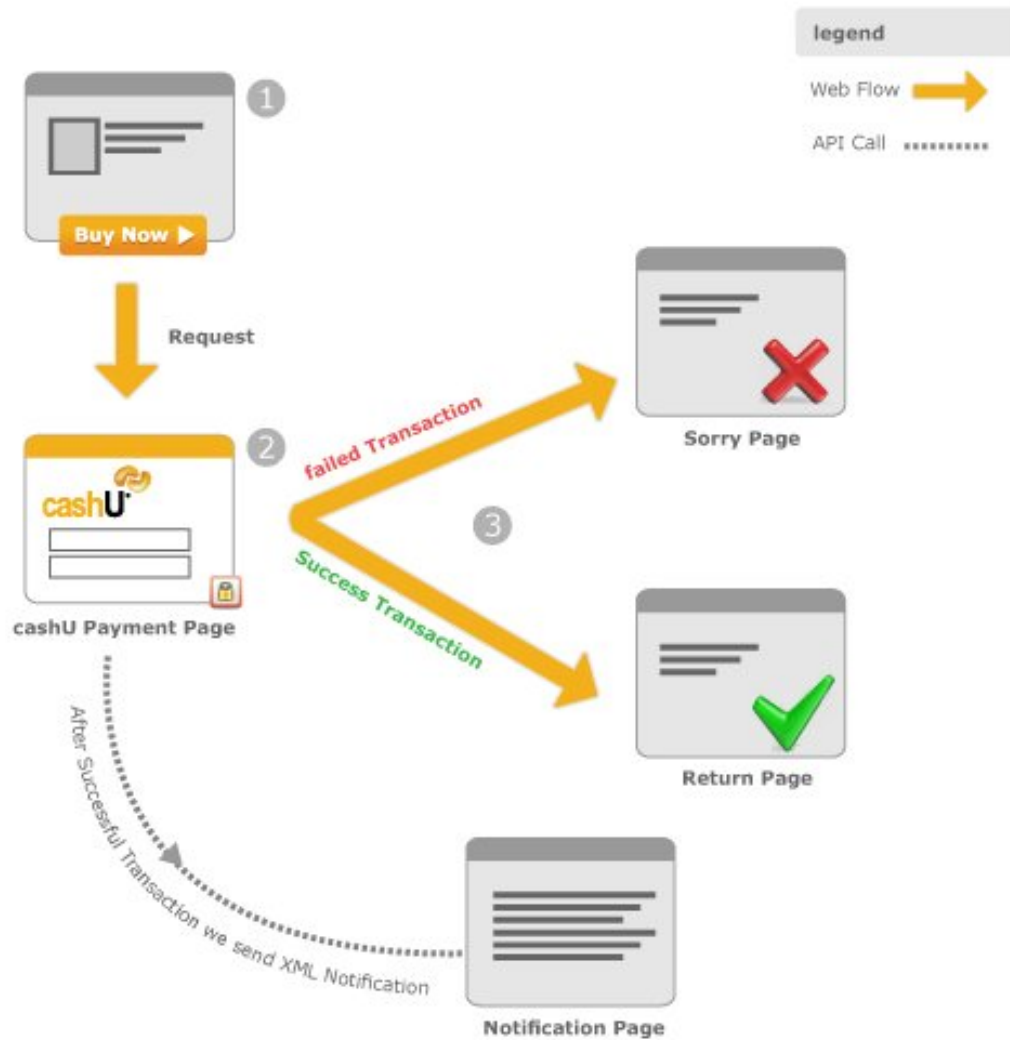 legend
Web Flow
API Call
1
Buy Now
Request
2
cashU
cashU Payment Page
failed Transaction
3
Success Transaction
Sorry Page
Return Page
After Successful Transaction we send XML Notification
Notification Page